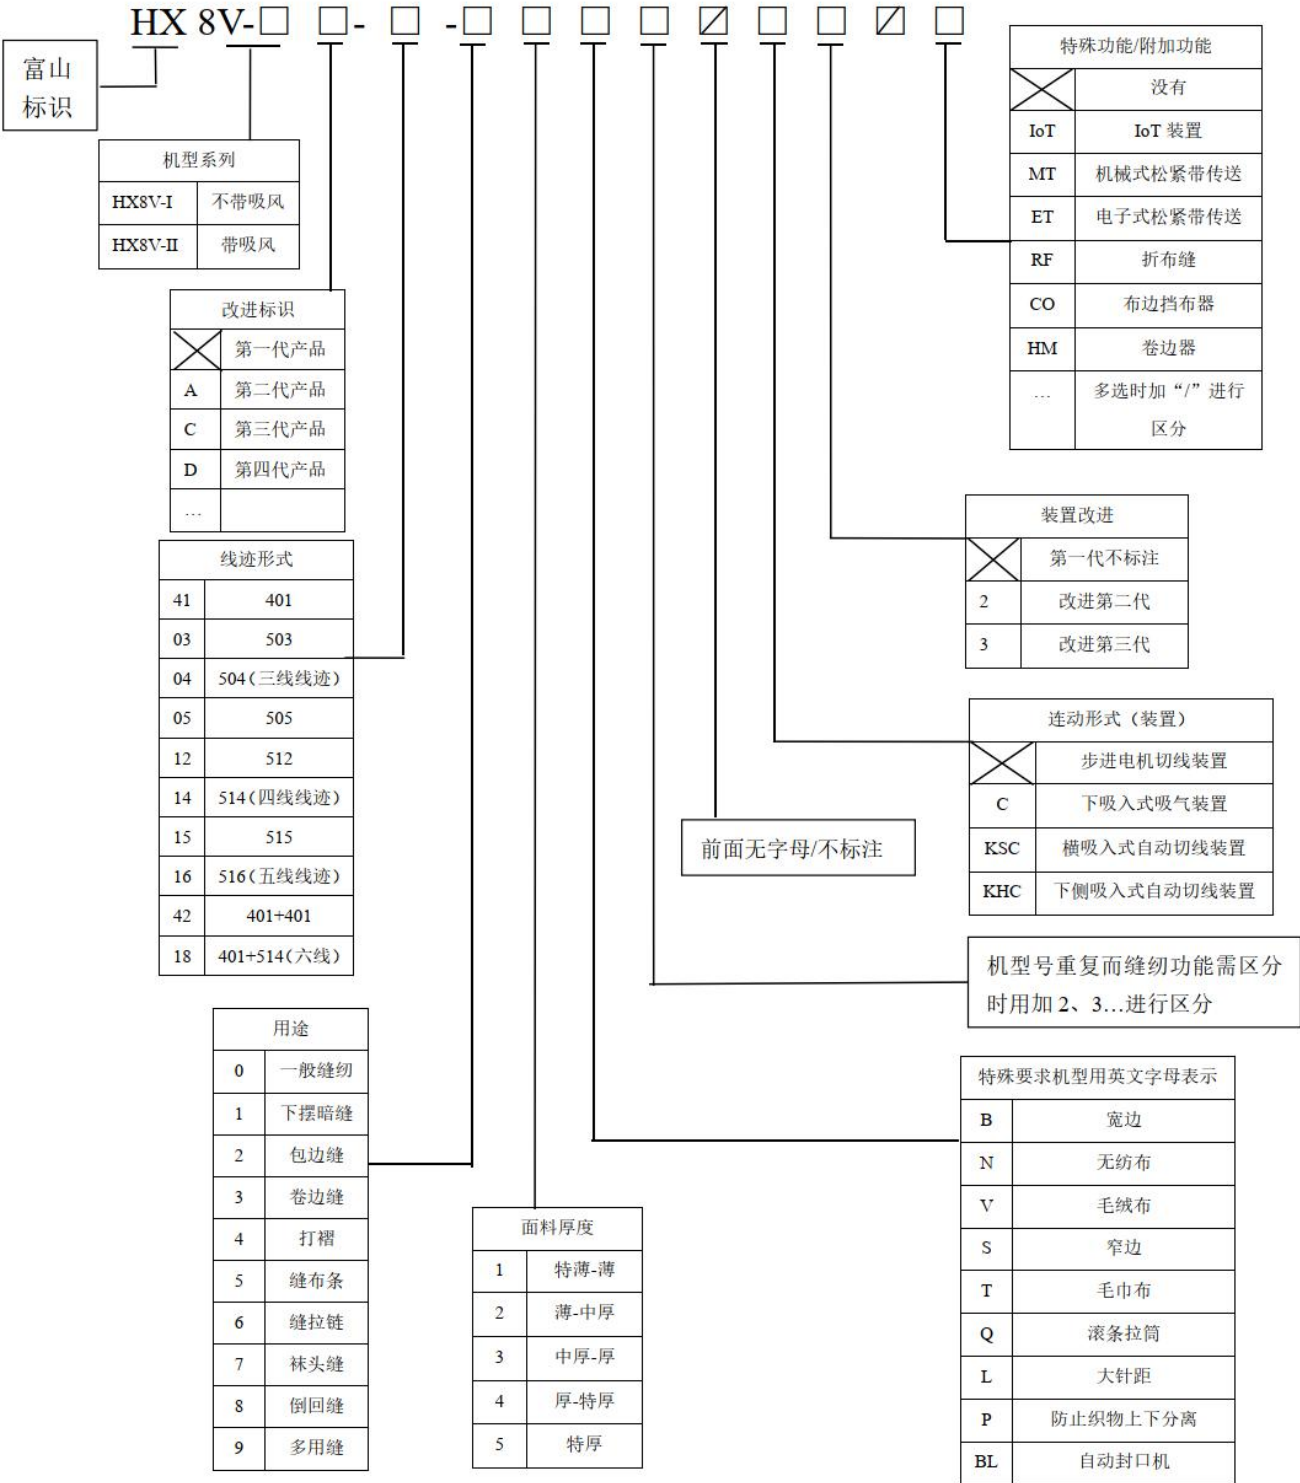 HX 8V-□ □- □ -□ □ □ □ / □ □ / □
富山
标识
机型系列
HX8V-I 不带吸风
HX8V-II 带吸风
改进标识
第一代产品
A 第二代产品
C 第三代产品
D 第四代产品
…
线迹形式
41 401
03 503
04 504（三线线迹）
05 505
12 512
14 514（四线线迹）
15 515
16 516（五线线迹）
42 401+401
18 401+514（六线）
用途
0 一般缝纫
1 下摆暗缝
2 包边缝
3 卷边缝
4 打褶
5 缝布条
6 缝拉链
7 袜头缝
8 倒回缝
9 多用缝
面料厚度
1 特薄-薄
2 薄-中厚
3 中厚-厚
4 厚-特厚
5 特厚
特殊功能/附加功能
没有
IoT IoT 装置
MT 机械式松紧带传送
ET 电子式松紧带传送
RF 折布缝
CO 布边挡布器
HM 卷边器
… 多选时加“/”进行
区分
装置改进
第一代不标注
2 改进第二代
3 改进第三代
连动形式（装置）
步进电机切线装置
C 下吸入式吸气装置
KSC 横吸入式自动切线装置
KHC 下侧吸入式自动切线装置
前面无字母/不标注
机型号重复而缝纫功能需区分
时用加 2、3…进行区分
特殊要求机型用英文字母表示
B 宽边
N 无纺布
V 毛绒布
S 窄边
T 毛巾布
Q 滚条拉筒
L 大针距
P 防止织物上下分离
BL 自动封口机